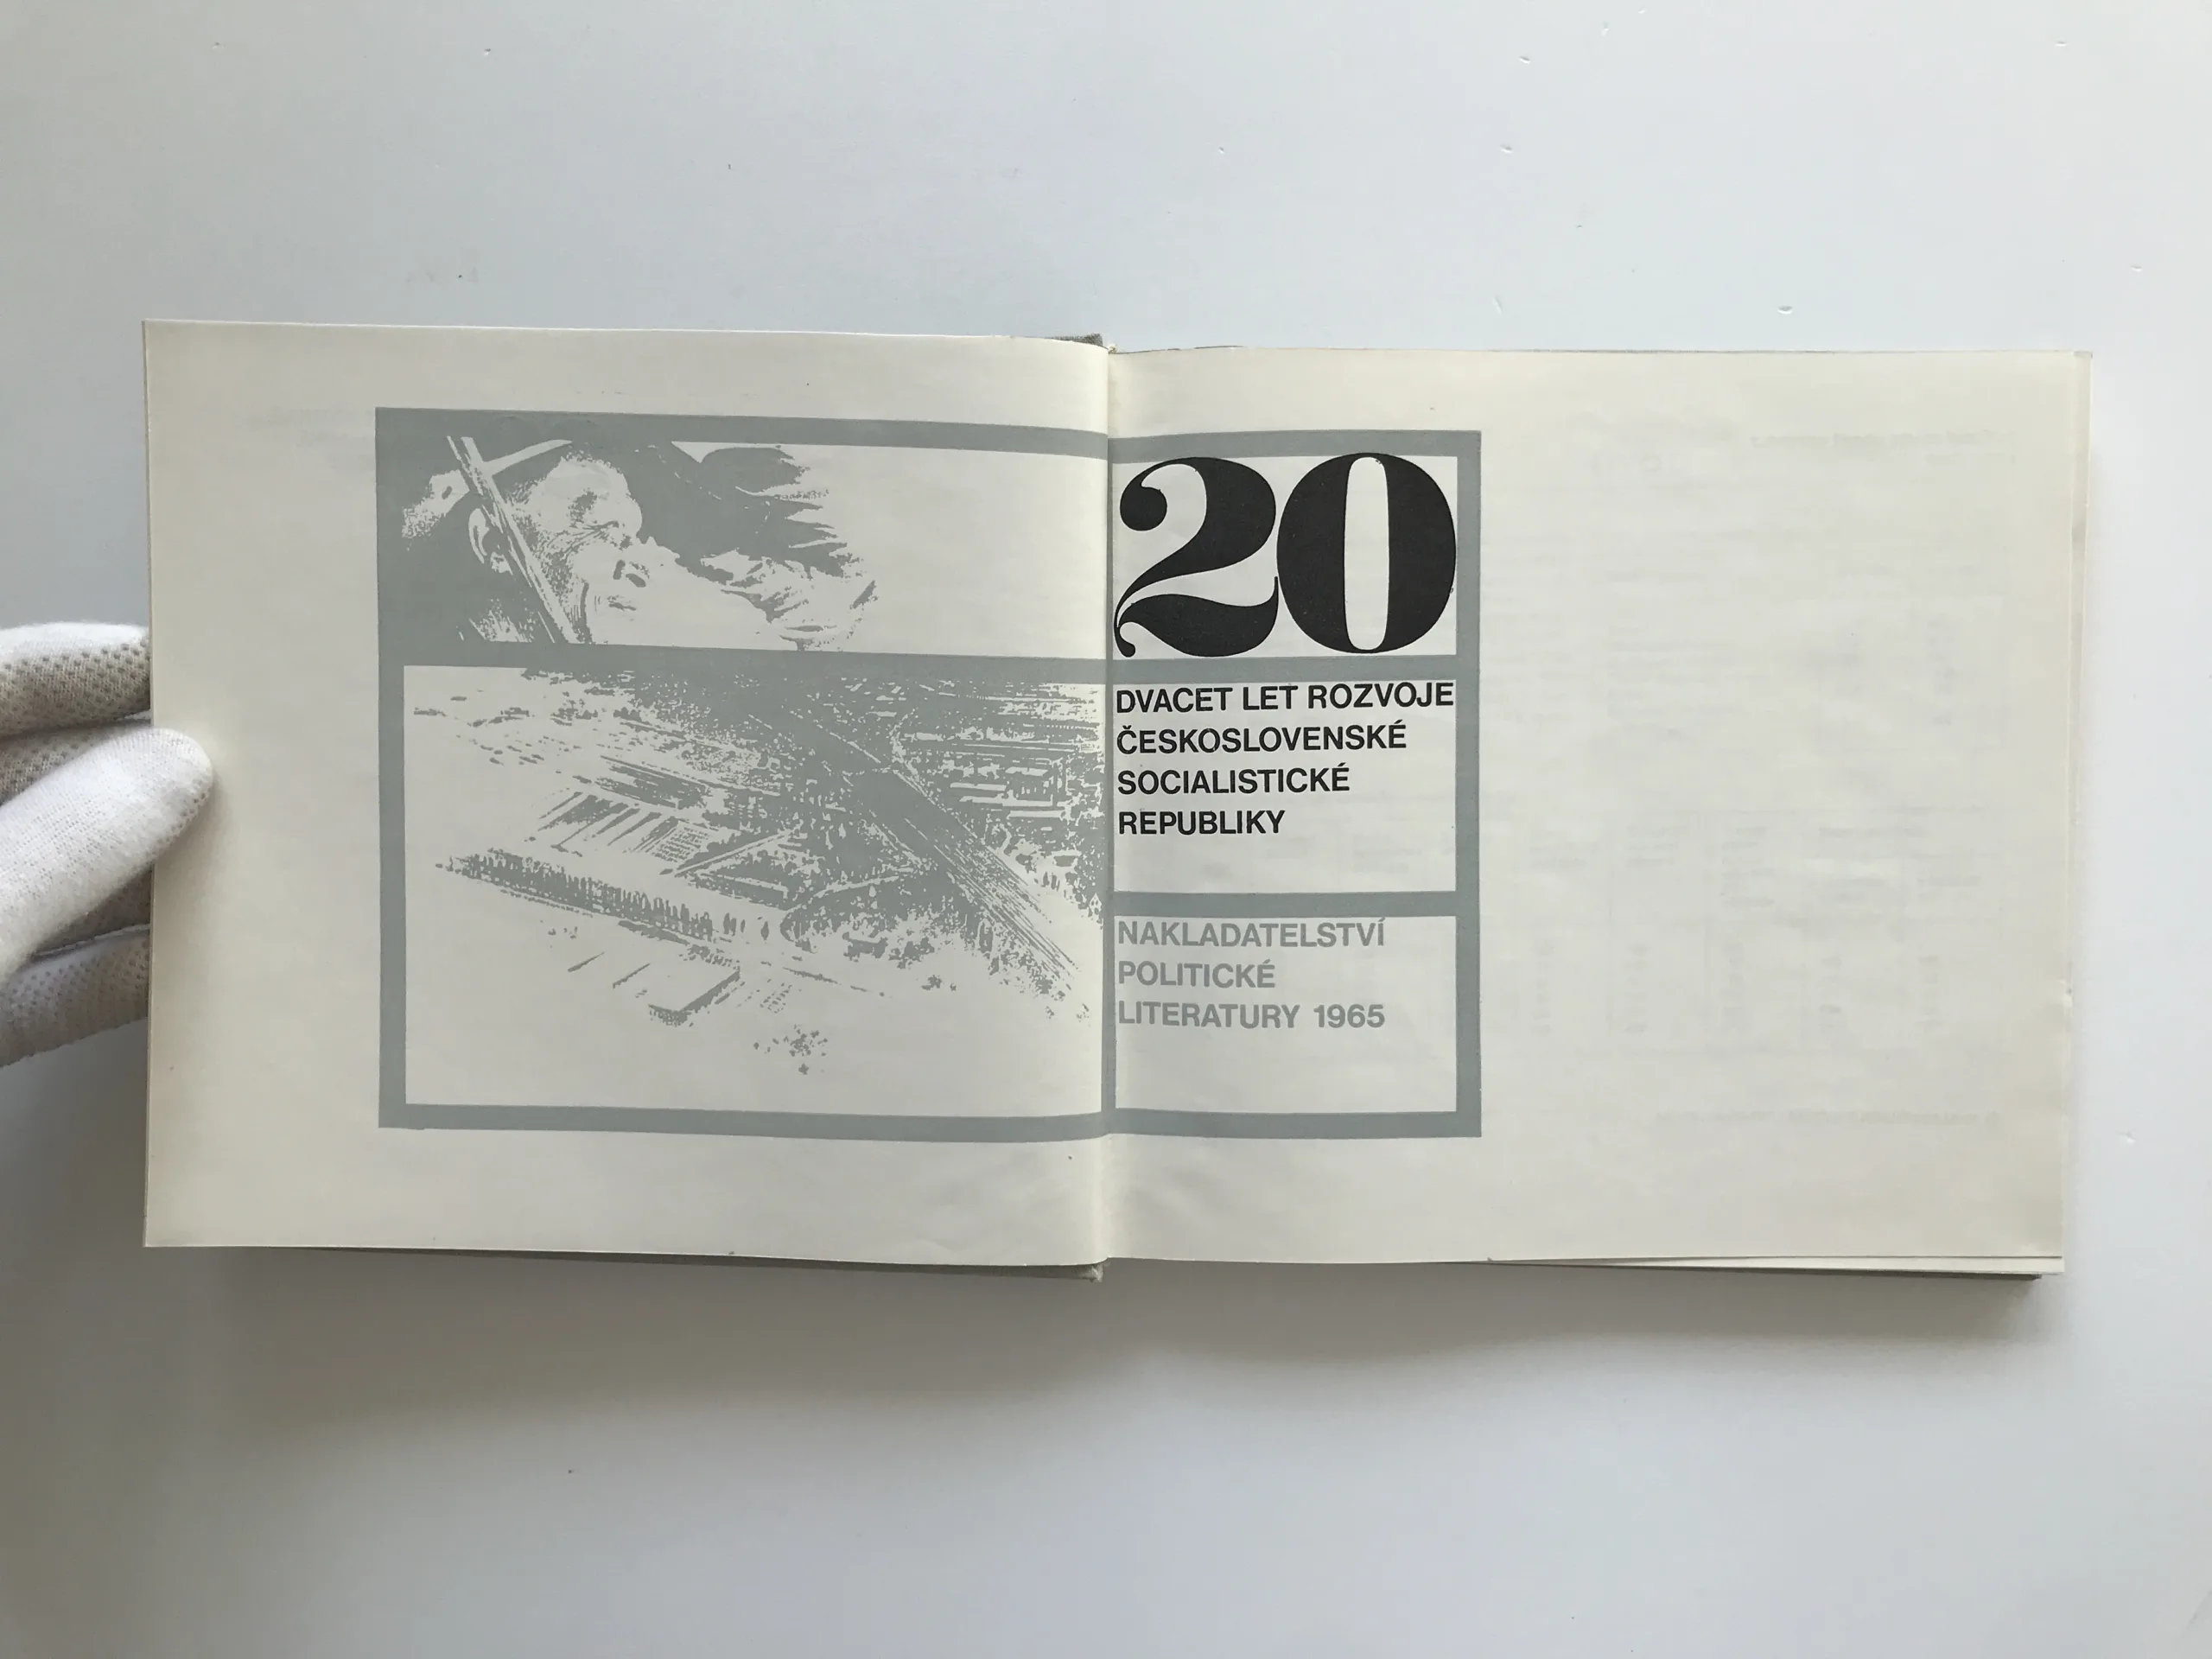 20
DVACET LET ROZVOJE
ČESKOSLOVENSKÉ
SOCIALISTICKÉ
REPUBLIKY
NAKLADATELSTVÍ
POLITICKÉ
LITERATURY 1965